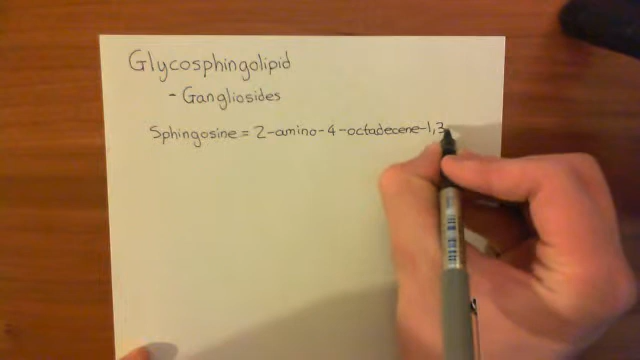 Glycosphingolipid
- Gangliosides
Sphingosine = 2-amino-4-octadecene-1,3